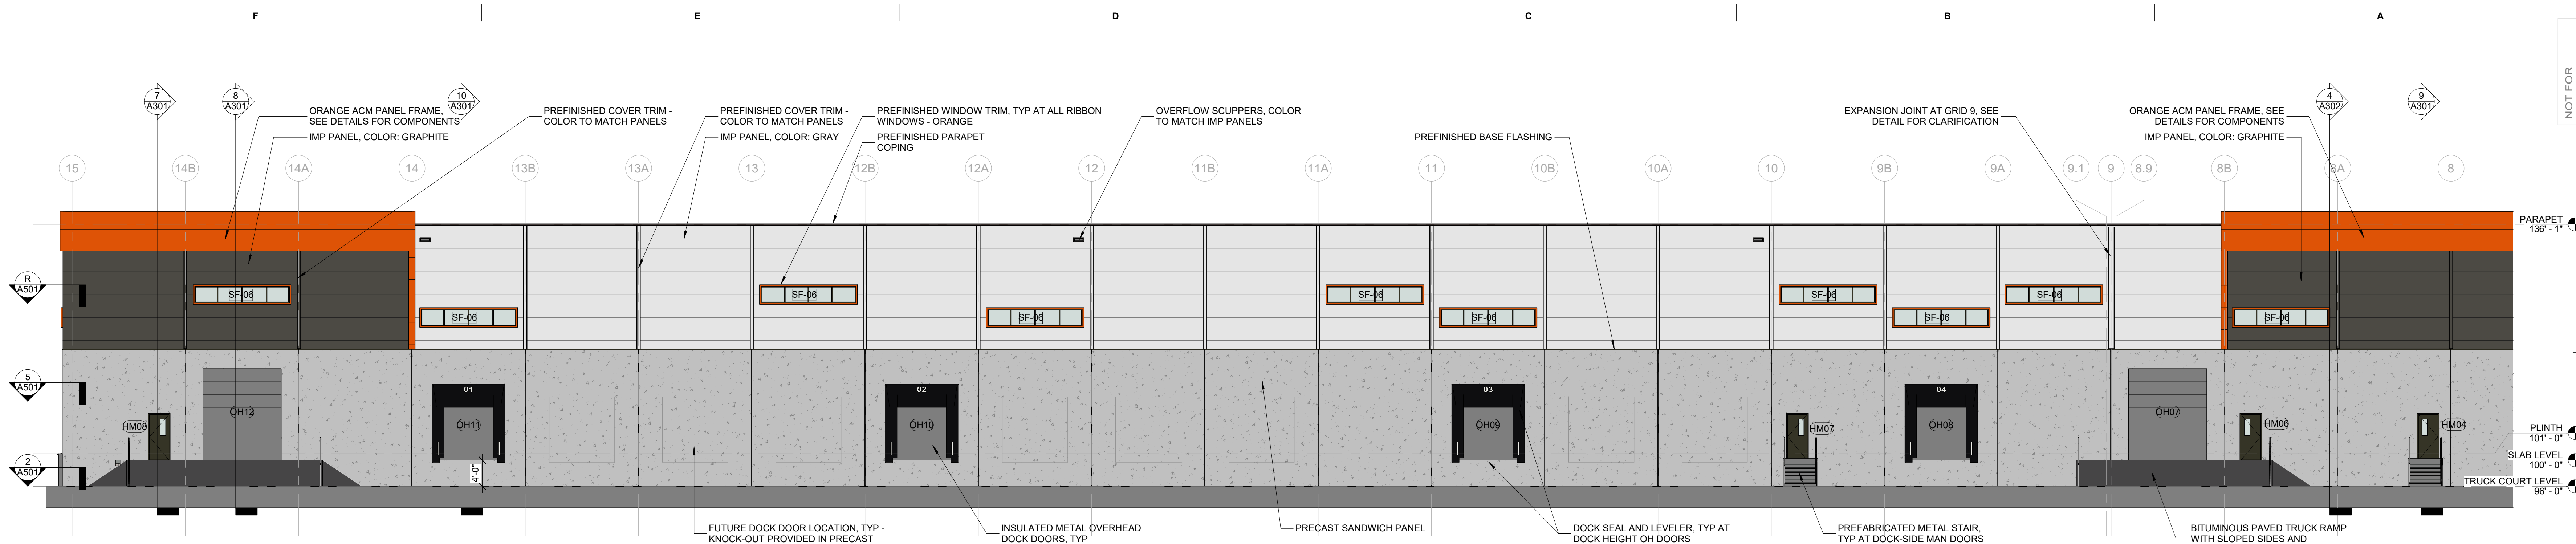 F E D C B A
NOT FOR
7 A301
8 A301
10 A301
4 A302
9 A301
ORANGE ACM PANEL FRAME,
SEE DETAILS FOR COMPONENTS
IMP PANEL, COLOR: GRAPHITE
PREFINISHED COVER TRIM -
COLOR TO MATCH PANELS
PREFINISHED COVER TRIM -
COLOR TO MATCH PANELS
IMP PANEL, COLOR: GRAY
PREFINISHED WINDOW TRIM, TYP AT ALL RIBBON
WINDOWS - ORANGE
PREFINISHED PARAPET
COPING
OVERFLOW SCUPPERS, COLOR
TO MATCH IMP PANELS
PREFINISHED BASE FLASHING
EXPANSION JOINT AT GRID 9, SEE
DETAIL FOR CLARIFICATION
ORANGE ACM PANEL FRAME, SEE
DETAILS FOR COMPONENTS
IMP PANEL, COLOR: GRAPHITE
15 14B 14A 14 13B 13A 13 12B 12A 12 11B 11A 11 10B 10A 10 9B 9A 9.1 9 8.9 8B 8A 8
PARAPET
136' - 1"
R
A501
SF-06 SF-06 SF-06 SF-06 SF-06 SF-06 SF-06 SF-06 SF-06 SF-06
5
A501
01 02 03 04
HM08 OH12 OH11 OH10 OH09 HM07 OH08 OH07 HM06 HM04
PLINTH
101' - 0"
SLAB LEVEL
100' - 0"
2
A501
4' - 0"
TRUCK COURT LEVEL
96' - 0"
FUTURE DOCK DOOR LOCATION, TYP -
KNOCK-OUT PROVIDED IN PRECAST
INSULATED METAL OVERHEAD
DOCK DOORS, TYP
PRECAST SANDWICH PANEL
DOCK SEAL AND LEVELER, TYP AT
DOCK HEIGHT OH DOORS
PREFABRICATED METAL STAIR,
TYP AT DOCK-SIDE MAN DOORS
BITUMINOUS PAVED TRUCK RAMP
WITH SLOPED SIDES AND